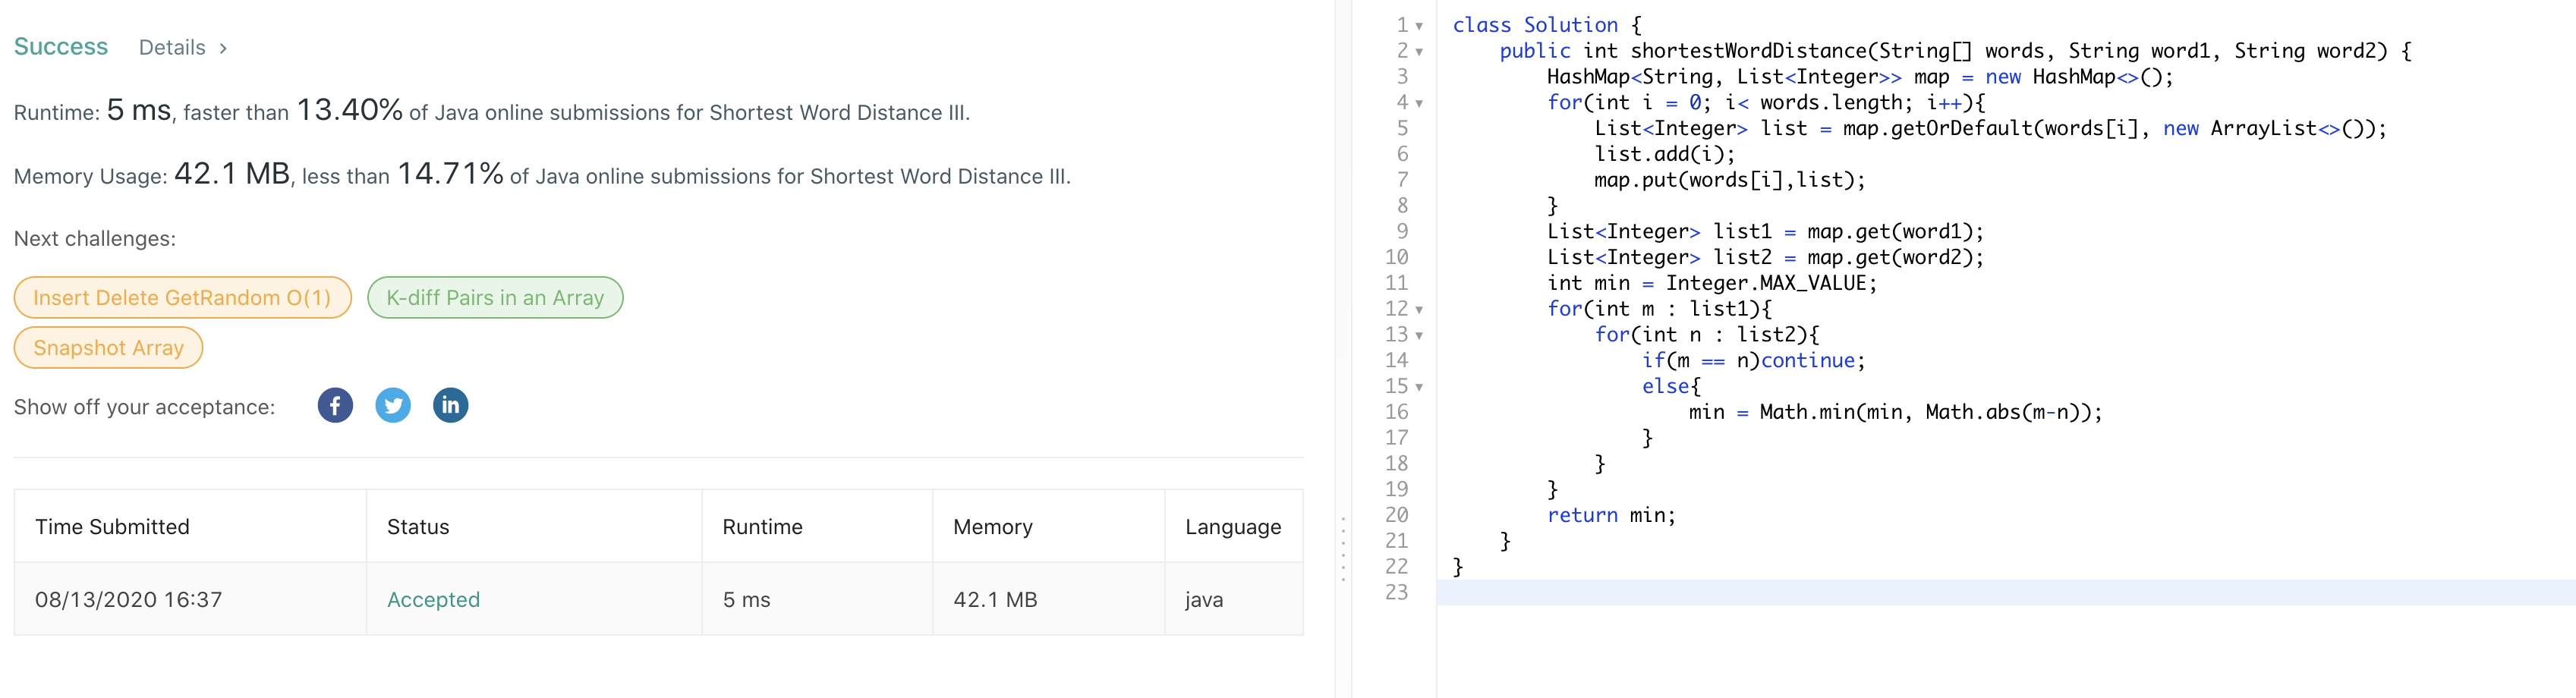 Success Details >
Runtime: 5 ms, faster than 13.40% of Java online submissions for Shortest Word Distance III.
Memory Usage: 42.1 MB, less than 14.71% of Java online submissions for Shortest Word Distance III.
Next challenges:
Insert Delete GetRandom O(1) K-diff Pairs in an Array
Snapshot Array
Show off your acceptance: f in
Time Submitted Status Runtime Memory Language
08/13/2020 16:37 Accepted 5 ms 42.1 MB java
1 class Solution {
2     public int shortestWordDistance(String[] words, String word1, String word2) {
3         HashMap<String, List<Integer>> map = new HashMap<>();
4         for(int i = 0; i< words.length; i++){
5             List<Integer> list = map.getOrDefault(words[i], new ArrayList<>());
6             list.add(i);
7             map.put(words[i],list);
8         }
9         List<Integer> list1 = map.get(word1);
10         List<Integer> list2 = map.get(word2);
11         int min = Integer.MAX_VALUE;
12         for(int m : list1){
13             for(int n : list2){
14                 if(m == n)continue;
15                 else{
16                     min = Math.min(min, Math.abs(m-n));
17                 }
18             }
19         }
20         return min;
21     }
22 }
23